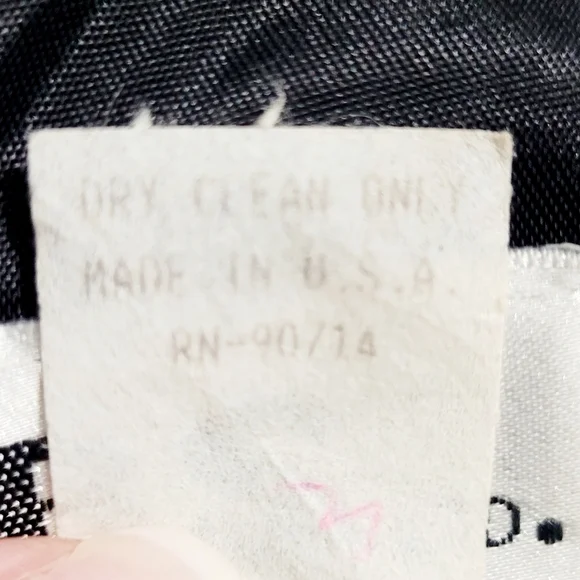 DRY CLEAN ONLY
MADE IN U.S.A.
RN-90714
O.